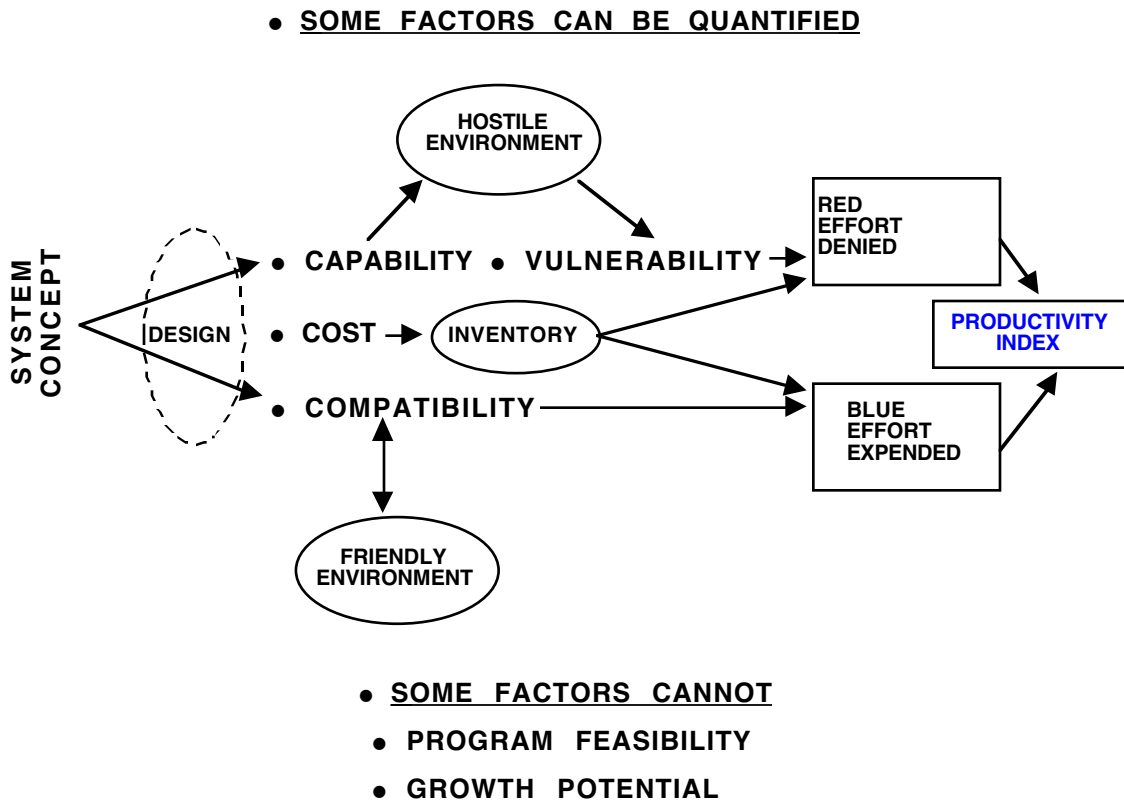 • SOME FACTORS CAN BE QUANTIFIED
HOSTILE
ENVIRONMENT
SYSTEM
CONCEPT
DESIGN
• CAPABILITY • VULNERABILITY
• COST
INVENTORY
• COMPATIBILITY
RED
EFFORT
DENIED
PRODUCTIVITY
INDEX
BLUE
EFFORT
EXPENDED
FRIENDLY
ENVIRONMENT
• SOME FACTORS CANNOT
• PROGRAM FEASIBILITY
• GROWTH POTENTIAL